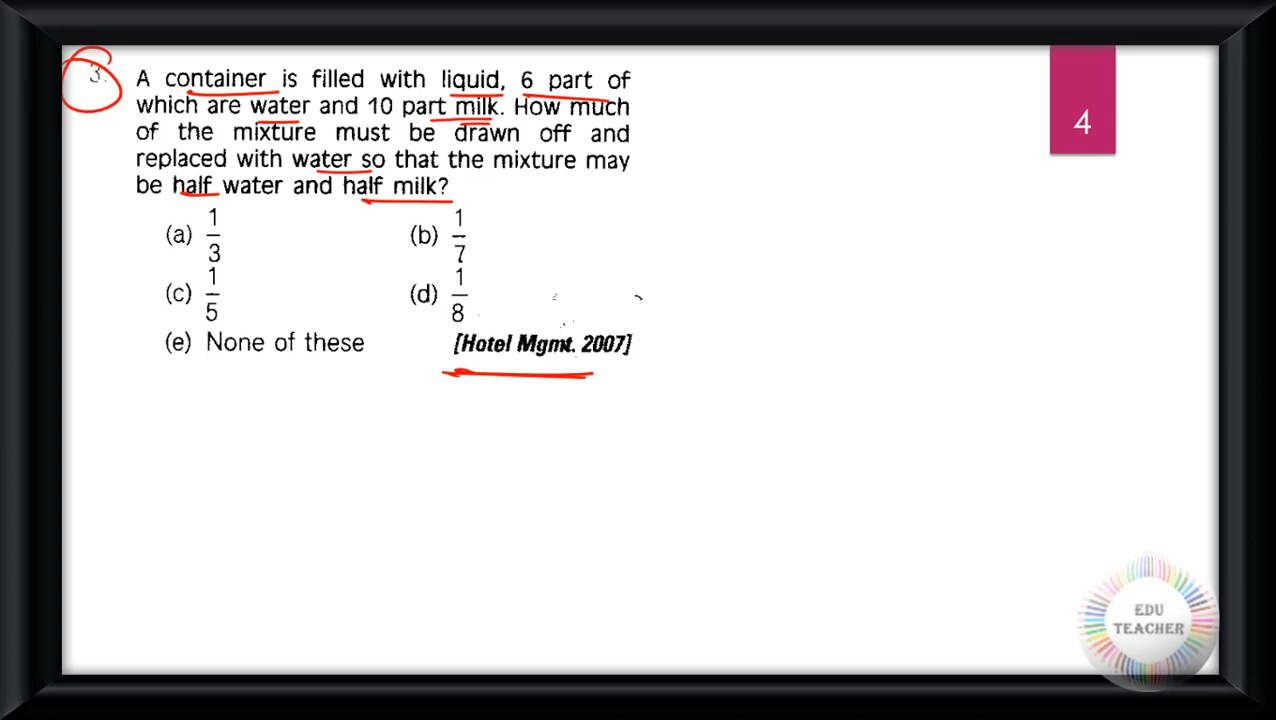 3. A container is filled with liquid, 6 part of
which are water and 10 part milk. How much
of the mixture must be drawn off and
replaced with water so that the mixture may
be half water and half milk?
(a) 1/3 (b) 1/7
(c) 1/5 (d) 1/8
(e) None of these [Hotel Mgmt. 2007]
4
EDU
TEACHER